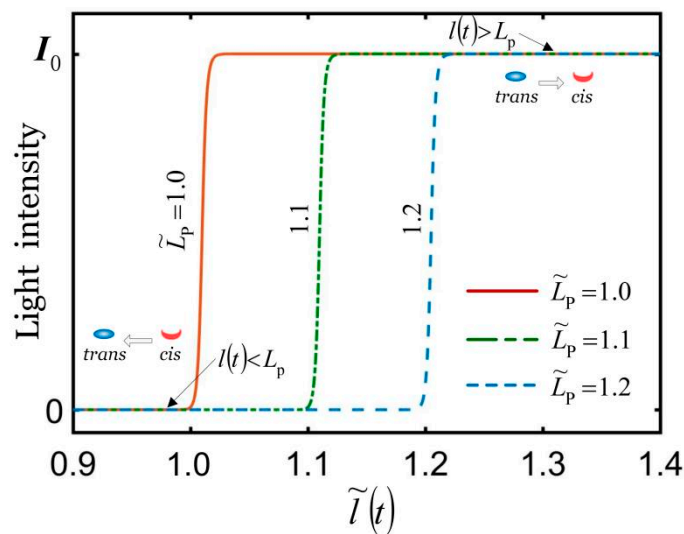 Light intensity
I₀
0
l(t)>Lₚ
trans
cis
L̃ₚ=1.0
1.1
1.2
trans
cis
l(t)<Lₚ
L̃ₚ=1.0
L̃ₚ=1.1
L̃ₚ=1.2
0.9 1.0 1.1 1.2 1.3 1.4
l̃(t)